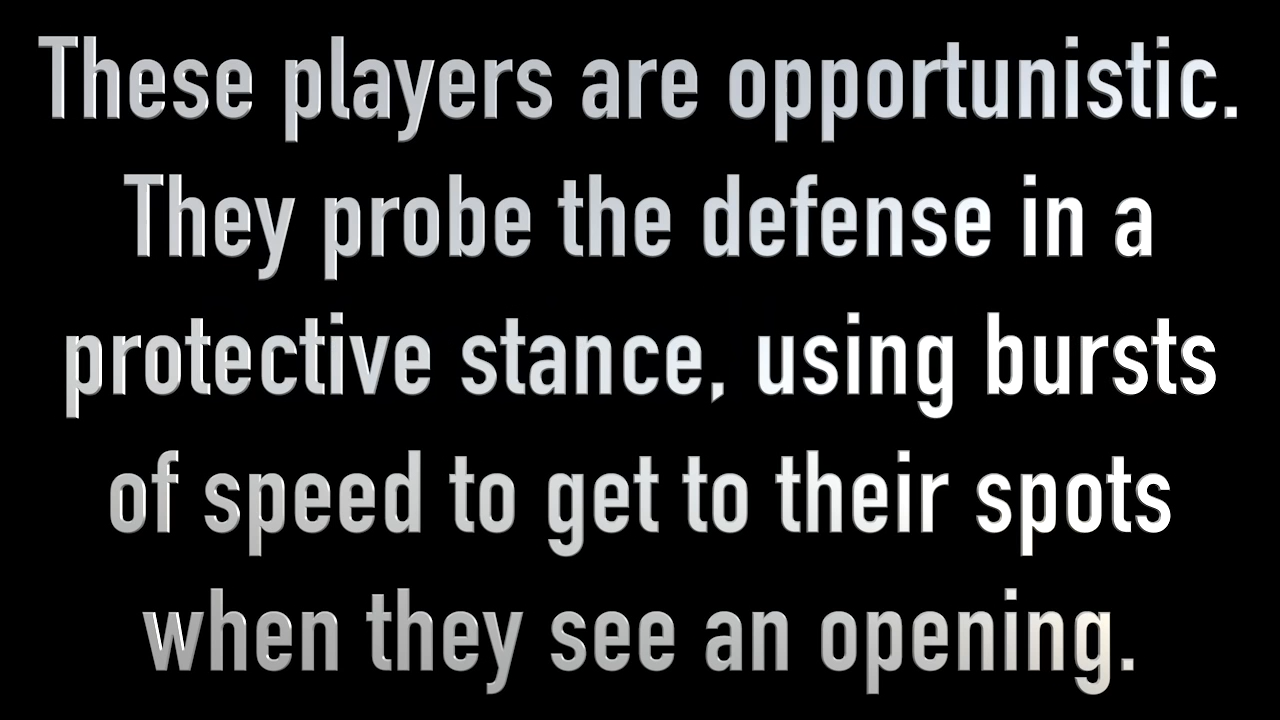 These players are opportunistic.
They probe the defense in a
protective stance, using bursts
of speed to get to their spots
when they see an opening.